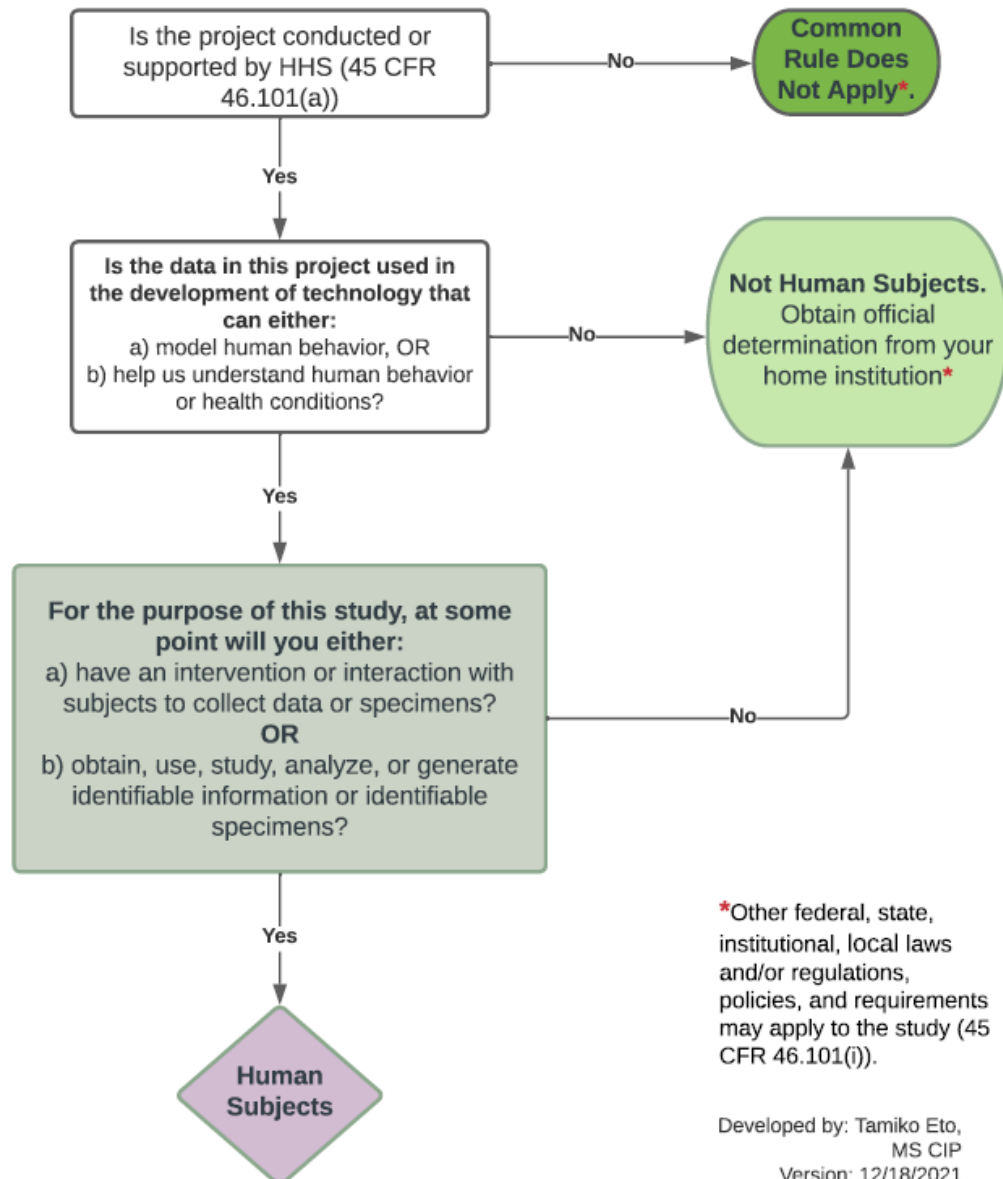 Is the project conducted or
supported by HHS (45 CFR
46.101(a))
No
Common
Rule Does
Not Apply*.
Yes
Is the data in this project used in
the development of technology that
can either:
a) model human behavior, OR
b) help us understand human behavior
or health conditions?
No
Not Human Subjects.
Obtain official
determination from your
home institution*
Yes
For the purpose of this study, at some
point will you either:
a) have an intervention or interaction with
subjects to collect data or specimens?
OR
b) obtain, use, study, analyze, or generate
identifiable information or identifiable
specimens?
No
Yes
Human
Subjects
*Other federal, state,
institutional, local laws
and/or regulations,
policies, and requirements
may apply to the study (45
CFR 46.101(i)).
Developed by: Tamiko Eto,
MS CIP
Version: 12/18/2021